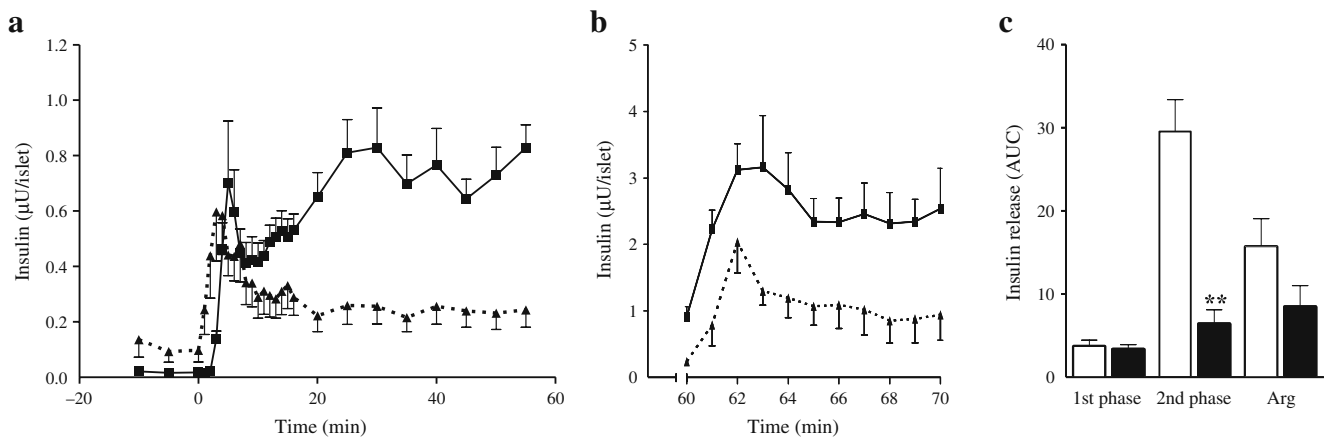 a
1.2
1.0
0.8
0.6
0.4
0.2
0.0
Insulin (µU/islet)
–20
0
20
40
60
Time (min)
b
5
4
3
2
1
0
Insulin (µU/islet)
60
62
64
66
68
70
Time (min)
c
40
30
20
10
0
Insulin release (AUC)
**
1st phase
2nd phase
Arg